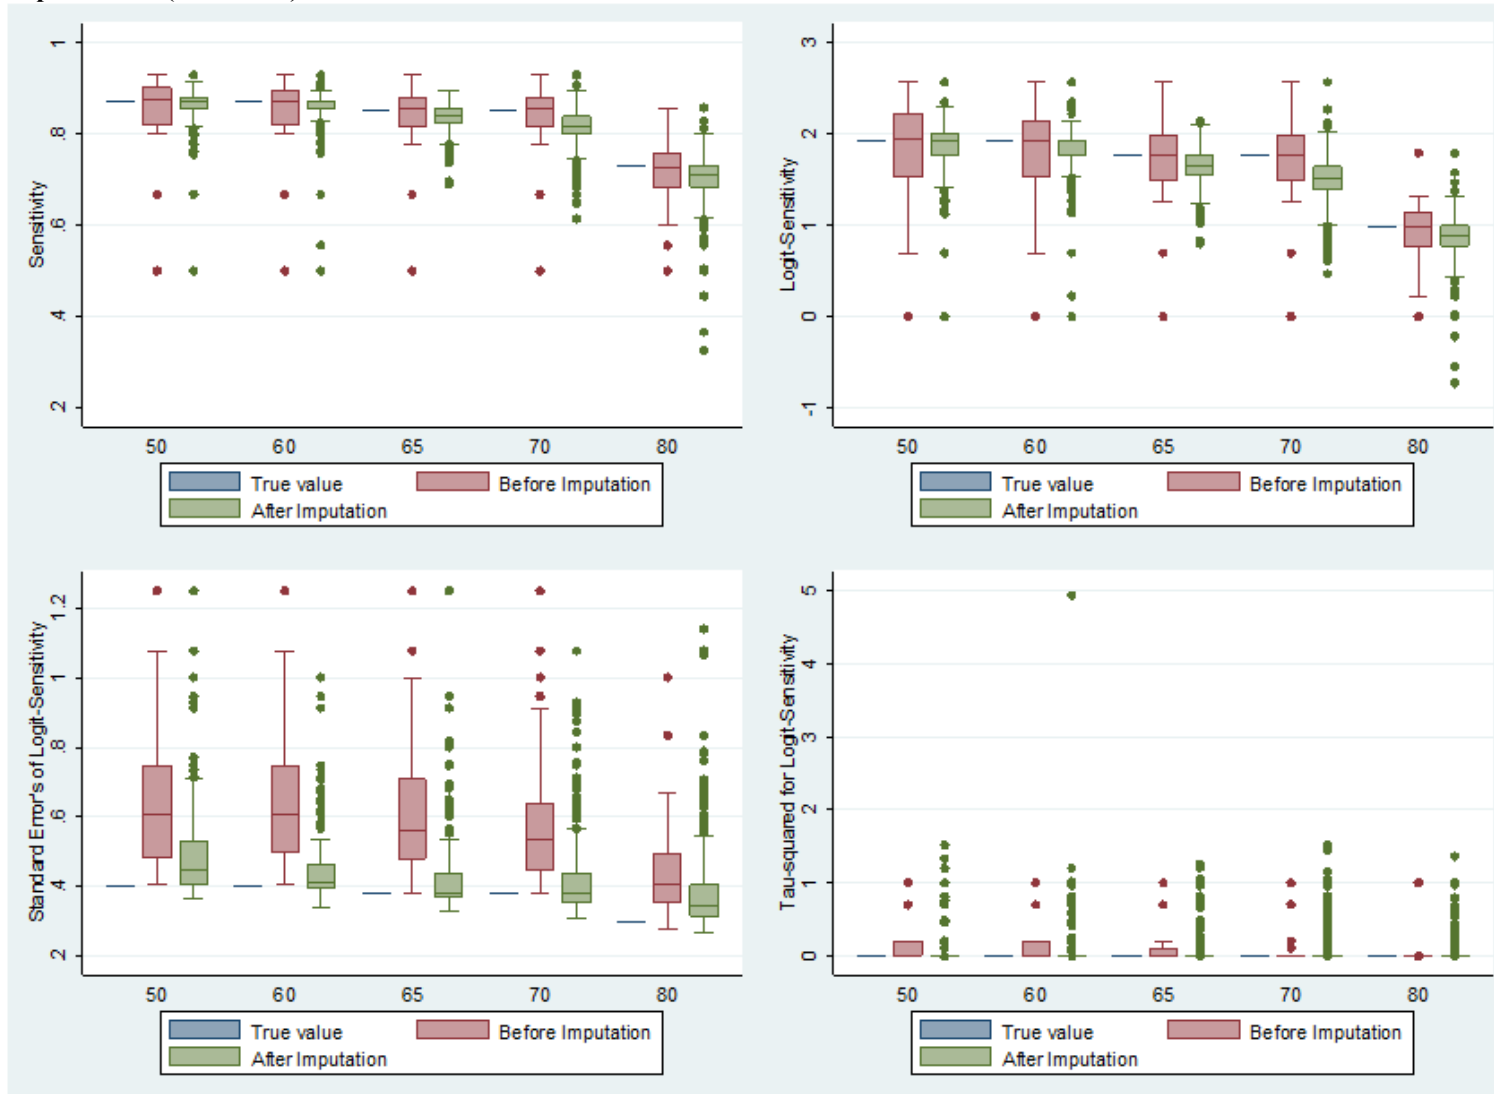 Sensitivity
1
.8
.6
.4
.2
50 60 65 70 80
True value
Before Imputation
After Imputation
Logit-Sensitivity
3
2
1
0
-1
50 60 65 70 80
True value
Before Imputation
After Imputation
Standard Error's of Logit-Sensitivity
1.2
1
.8
.6
.4
.2
50 60 65 70 80
True value
Before Imputation
After Imputation
Tau-squared for Logit-Sensitivity
5
4
3
2
1
0
50 60 65 70 80
True value
Before Imputation
After Imputation